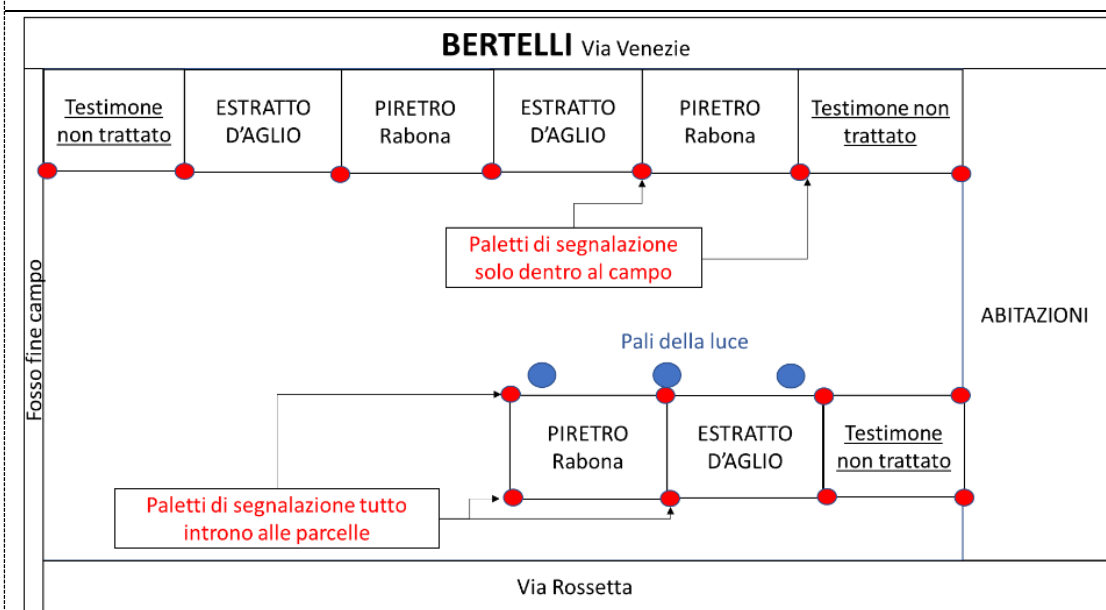 BERTELLI Via Venezie
Testimone
non trattato
ESTRATTO
D'AGLIO
PIRETRO
Rabona
ESTRATTO
D'AGLIO
PIRETRO
Rabona
Testimone non
trattato
Paletti di segnalazione
solo dentro al campo
Fosso fine campo
ABITAZIONI
Pali della luce
PIRETRO
Rabona
ESTRATTO
D'AGLIO
Testimone
non trattato
Paletti di segnalazione tutto
introno alle parcelle
Via Rossetta